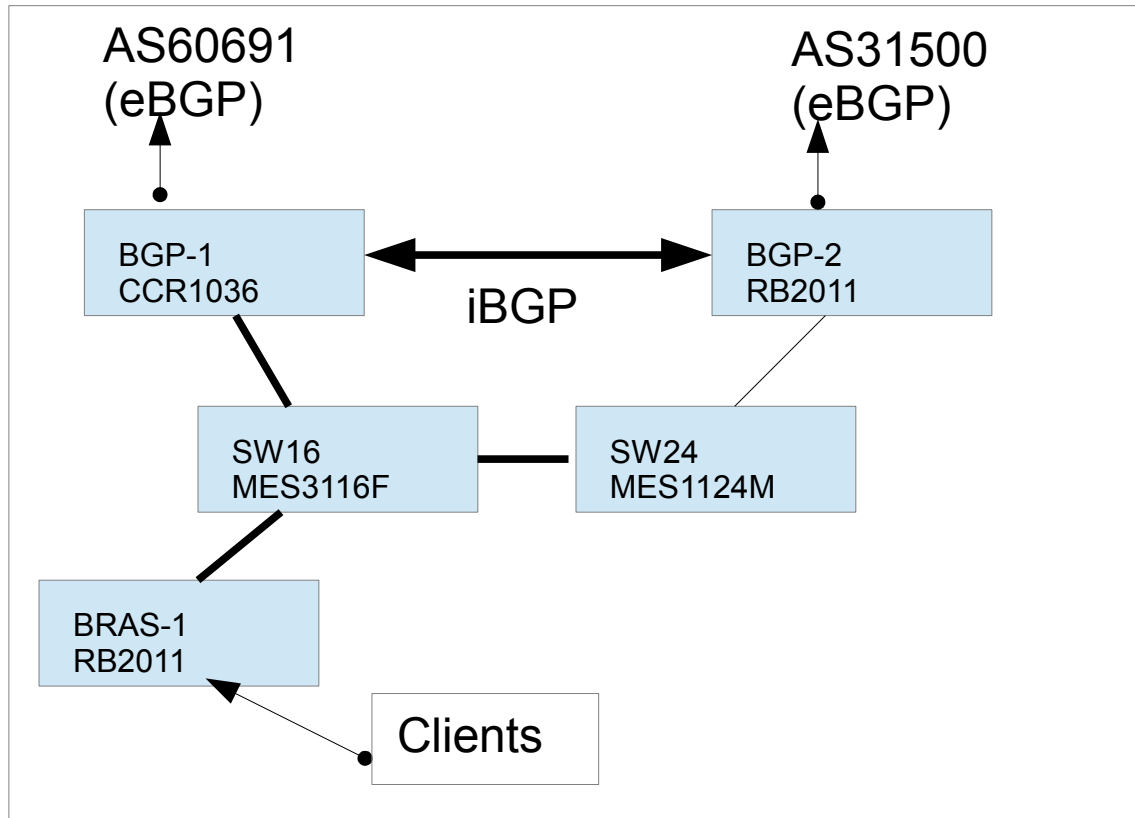 AS60691
(eBGP)
AS31500
(eBGP)
BGP-1
CCR1036
BGP-2
RB2011
iBGP
SW16
MES3116F
SW24
MES1124M
BRAS-1
RB2011
Clients